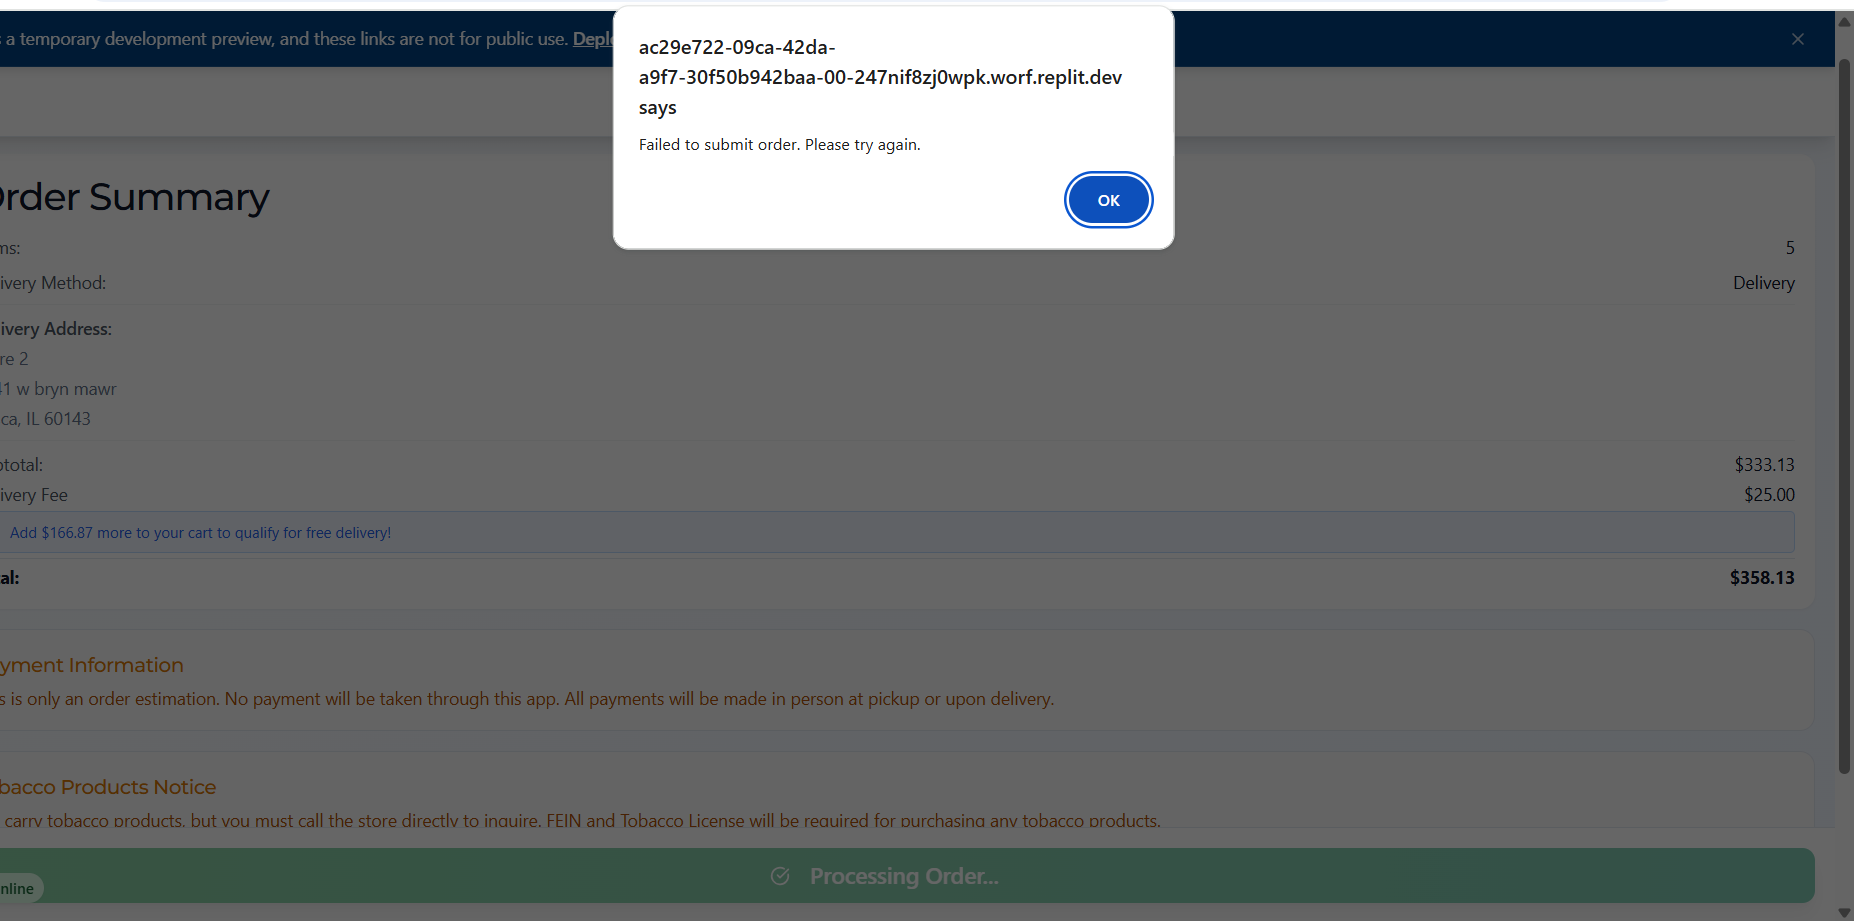 a temporary development preview, and these links are not for public use.
ac29e722-09ca-42da-
a9f7-30f50b942baa-00-247nif8zj0wpk.worf.replit.dev
says
Failed to submit order. Please try again.
OK
rder Summary
ms:
5
ivery Method:
Delivery
ivery Address:
re 2
41 w bryn mawr
ca, IL 60143
total:
$333.13
ivery Fee
$25.00
Add $166.87 more to your cart to qualify for free delivery!
al:
$358.13
yment Information
s is only an order estimation. No payment will be taken through this app. All payments will be made in person at pickup or upon delivery.
bacco Products Notice
carry tobacco products, but you must call the store directly to inquire. FEIN and Tobacco License will be required for purchasing any tobacco products.
Processing Order...
nline